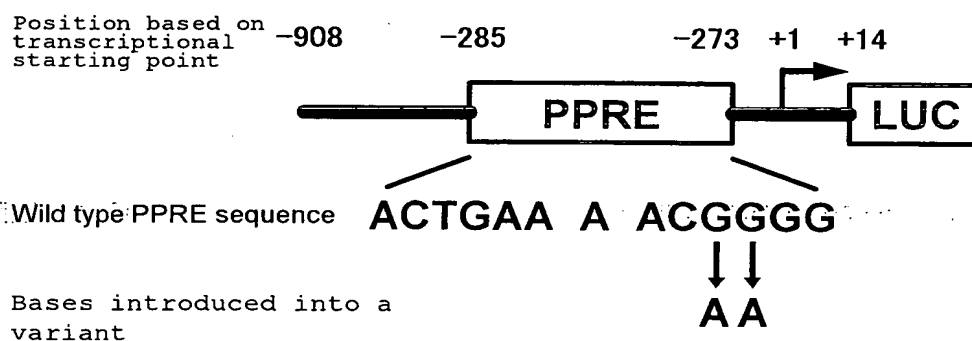 Position based on
transcriptional
starting point
−908 −285 −273 +1 +14
PPRE LUC
Wild type PPRE sequence ACTGAA A ACGGGG
A A
Bases introduced into a
variant